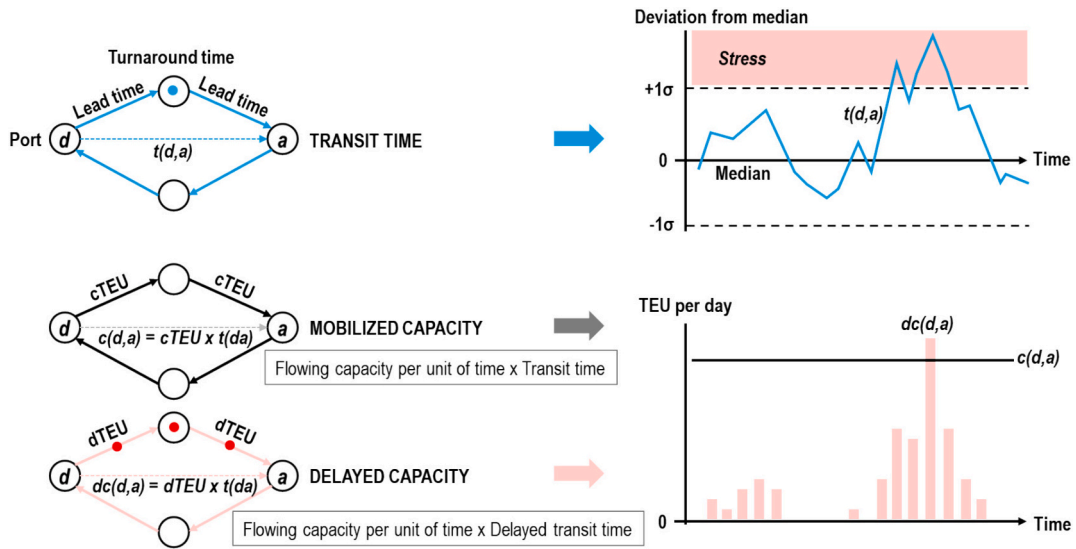 Turnaround time
Lead time
Lead time
Port
d
t(d,a)
a
TRANSIT TIME
Deviation from median
Stress
+1σ
t(d,a)
0
Median
Time
-1σ
cTEU
cTEU
d
c(d,a) = cTEU x t(da)
a
MOBILIZED CAPACITY
Flowing capacity per unit of time x Transit time
TEU per day
dc(d,a)
c(d,a)
dTEU
dTEU
d
dc(d,a) = dTEU x t(da)
a
DELAYED CAPACITY
Flowing capacity per unit of time x Delayed transit time
0
Time